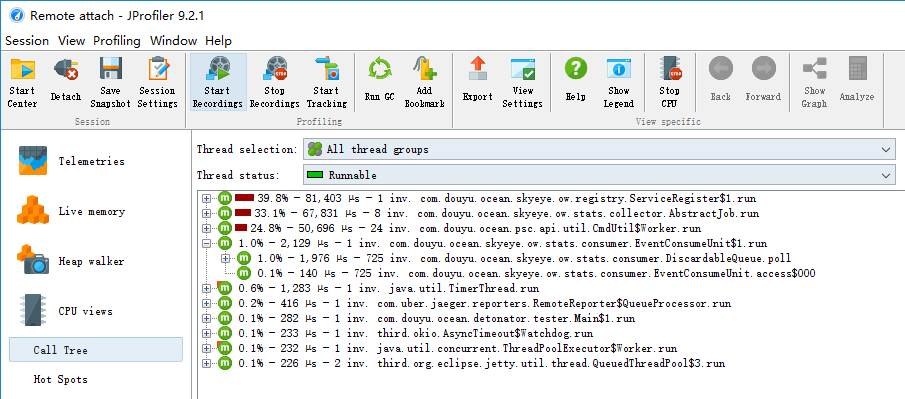 Remote attach - JProfiler 9.2.1
Session View Profiling Window Help
Start Center
Detach
Save Snapshot
Session Settings
Start Recordings
Stop Recordings
Start Tracking
Run GC
Add Bookmark
Export
View Settings
Help
Show Legend
Stop CPU
Back
Forward
Show Graph
Analyze
Session
Profiling
View specific
Telemetries
Live memory
Heap walker
CPU views
Call Tree
Hot Spots
Thread selection: All thread groups
Thread status: Runnable
39.8% - 81,403 μs - 1 inv. com.douyu.ocean.skyeye.ow.registry.ServiceRegister$1.run
33.1% - 67,831 μs - 8 inv. com.douyu.ocean.skyeye.ow.stats.collector.AbstractJob.run
24.8% - 50,696 μs - 24 inv. com.douyu.ocean.psc.api.util.CmdUtil$Worker.run
1.0% - 2,129 μs - 1 inv. com.douyu.ocean.skyeye.ow.stats.consumer.EventConsumeUnit$1.run
1.0% - 1,976 μs - 725 inv. com.douyu.ocean.skyeye.ow.stats.consumer.DiscardableQueue.poll
0.1% - 140 μs - 725 inv. com.douyu.ocean.skyeye.ow.stats.consumer.EventConsumeUnit.access$000
0.6% - 1,283 μs - 1 inv. java.util.TimerThread.run
0.2% - 416 μs - 1 inv. com.uber.jaeger.reporters.RemoteReporter$QueueProcessor.run
0.1% - 282 μs - 1 inv. com.douyu.ocean.detonator.tester.Main$1.run
0.1% - 233 μs - 1 inv. third.okio.AsyncTimeout$Watchdog.run
0.1% - 232 μs - 1 inv. java.util.concurrent.ThreadPoolExecutor$Worker.run
0.1% - 226 μs - 2 inv. third.org.eclipse.jetty.util.thread.QueuedThreadPool$3.run